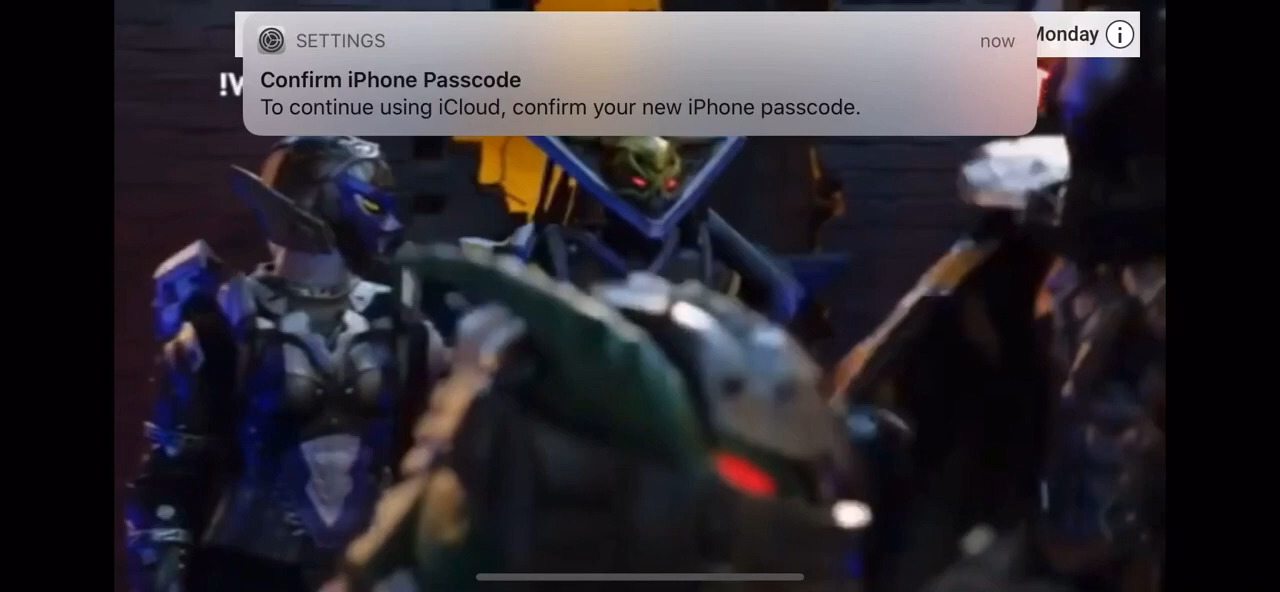 SETTINGS
now
Monday
Confirm iPhone Passcode
To continue using iCloud, confirm your new iPhone passcode.